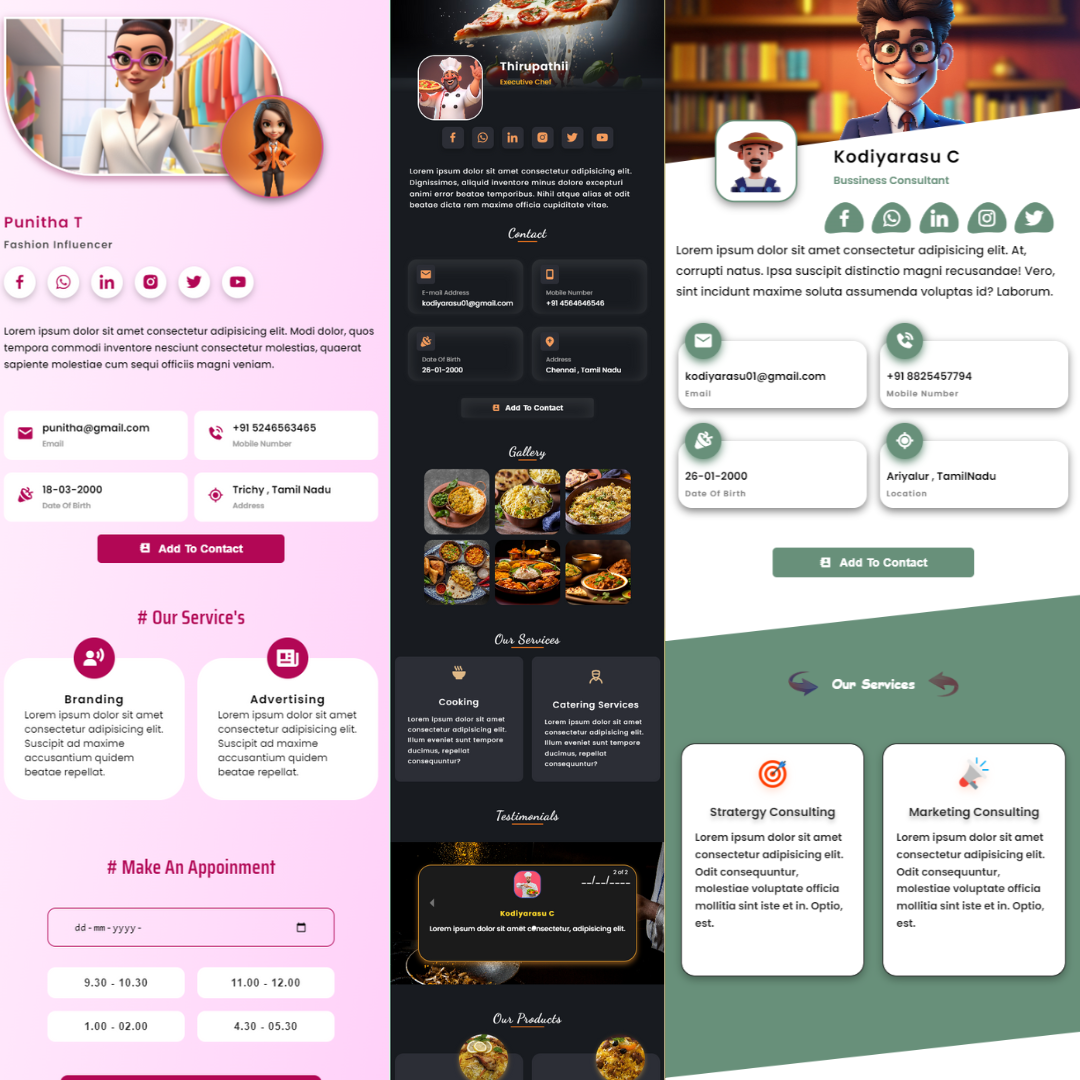 Punitha T
Fashion Influencer
Lorem ipsum dolor sit amet consectetur adipisicing elit. Modi dolor, quos
tempora commodi inventore nesciunt consectetur molestias, quaerat
sapiente molestiae cum sequi officiis magni veniam.
punitha@gmail.com
Email
+91 5246563465
Mobile Number
18-03-2000
Date Of Birth
Trichy , Tamil Nadu
Address
Add To Contact
# Our Service's
Branding
Lorem ipsum dolor sit amet
consectetur adipisicing elit.
Suscipit ad maxime
accusantium quidem
beatae repellat.
Advertising
Lorem ipsum dolor sit amet
consectetur adipisicing elit.
Suscipit ad maxime
accusantium quidem
beatae repellat.
# Make An Appoinment
dd-mm-yyyy-
9.30 - 10.30
11.00 - 12.00
1.00 - 02.00
4.30 - 05.30
Thirupathii
Executive Chef
Lorem ipsum dolor sit amet consectetur adipisicing elit.
Dignissimos, aliquid inventore minus dolore excepturi
animi error beatae temporibus. Nihil atque alias et odit
beatae dicta rem maxime officia cupiditate vitae.
Contact
E-mail Address
kodiyarasu01@gmail.com
Mobile Number
+91 4564646546
Date Of Birth
26-01-2000
Address
Chennai , Tamil Nadu
Add To Contact
Gallery
Our Services
Cooking
Lorem ipsum dolor sit amet
consectetur adipisicing elit.
Illum eveniet sunt tempore
ducimus, repellat
consequuntur?
Catering Services
Lorem ipsum dolor sit amet
consectetur adipisicing elit.
Illum eveniet sunt tempore
ducimus, repellat
consequuntur?
Testimonials
2 of 2
__/__/____
Kodiyarasu C
Lorem ipsum dolor sit amet consectetur, adipisicing elit.
Our Products
Kodiyarasu C
Bussiness Consultant
Lorem ipsum dolor sit amet consectetur adipisicing elit. At,
corrupti natus. Ipsa suscipit distinctio magni recusandae! Vero,
sint incidunt maxime soluta assumenda voluptas id? Laborum.
kodiyarasu01@gmail.com
Email
+91 8825457794
Mobile Number
26-01-2000
Date Of Birth
Ariyalur , TamilNadu
Location
Add To Contact
Our Services
Stratergy Consulting
Lorem ipsum dolor sit amet
consectetur adipisicing elit.
Odit consequuntur,
molestiae voluptate officia
mollitia sint iste et in. Optio,
est.
Marketing Consulting
Lorem ipsum dolor sit amet
consectetur adipisicing elit.
Odit consequuntur,
molestiae voluptate officia
mollitia sint iste et in. Optio,
est.